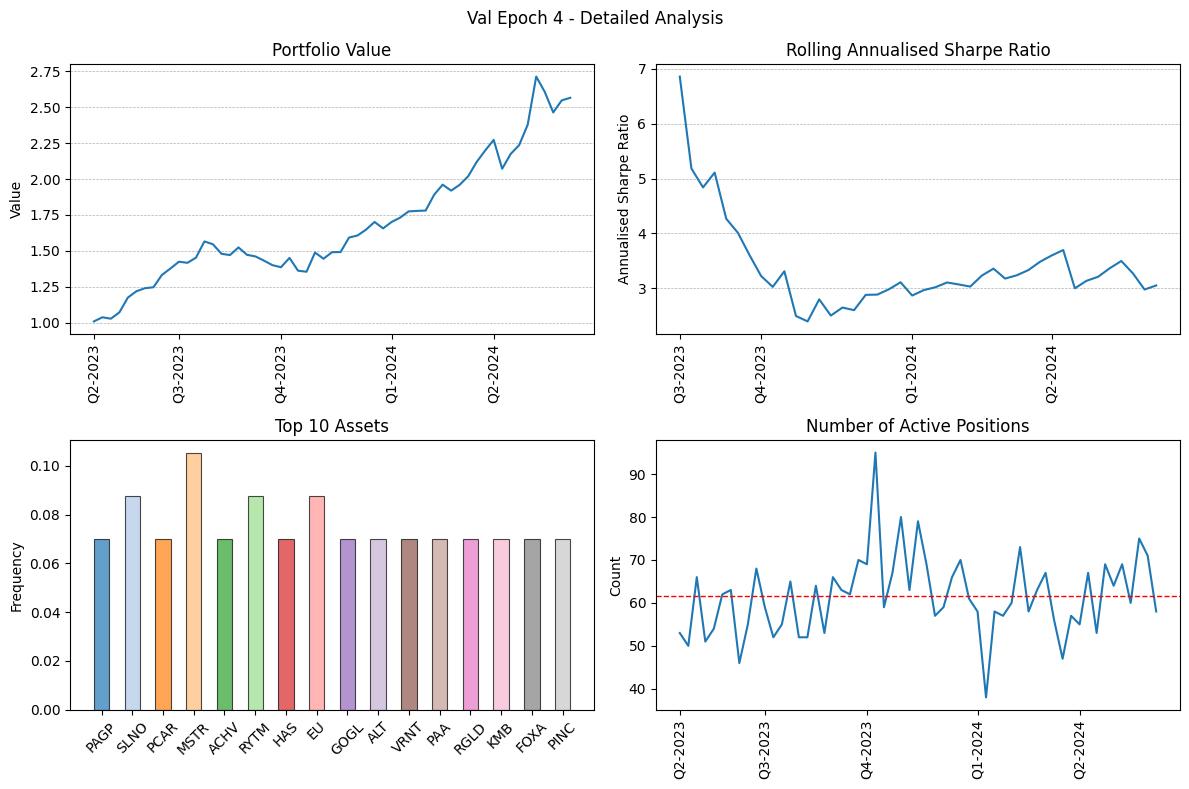 Val Epoch 4 - Detailed Analysis
Portfolio Value
Value
2.75
2.50
2.25
2.00
1.75
1.50
1.25
1.00
Q2-2023
Q3-2023
Q4-2023
Q1-2024
Q2-2024
Rolling Annualised Sharpe Ratio
Annualised Sharpe Ratio
7
6
5
4
3
Q3-2023
Q4-2023
Q1-2024
Q2-2024
Top 10 Assets
Frequency
0.10
0.08
0.06
0.04
0.02
0.00
PAGP
SLNO
PCAR
MSTR
ACHV
RYTM
HAS
EU
GOGL
ALT
VRNT
PAA
RGLD
KMB
FOXA
PINC
Number of Active Positions
Count
90
80
70
60
50
40
Q2-2023
Q3-2023
Q4-2023
Q1-2024
Q2-2024